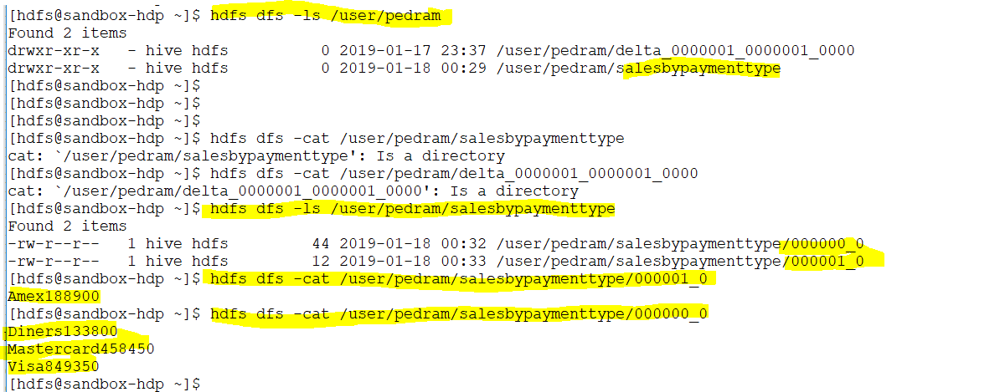 [hdfs@sandbox-hdp ~]$ hdfs dfs -ls /user/pedram
Found 2 items
drwxr-xr-x   - hive hdfs          0 2019-01-17 23:37 /user/pedram/delta_0000001_0000001_0000
drwxr-xr-x   - hive hdfs          0 2019-01-18 00:29 /user/pedram/salesbypaymenttype
[hdfs@sandbox-hdp ~]$
[hdfs@sandbox-hdp ~]$
[hdfs@sandbox-hdp ~]$
[hdfs@sandbox-hdp ~]$ hdfs dfs -cat /user/pedram/salesbypaymenttype
cat: `/user/pedram/salesbypaymenttype': Is a directory
[hdfs@sandbox-hdp ~]$ hdfs dfs -cat /user/pedram/delta_0000001_0000001_0000
cat: `/user/pedram/delta_0000001_0000001_0000': Is a directory
[hdfs@sandbox-hdp ~]$ hdfs dfs -ls /user/pedram/salesbypaymenttype
Found 2 items
-rw-r--r--   1 hive hdfs         44 2019-01-18 00:32 /user/pedram/salesbypaymenttype/000000_0
-rw-r--r--   1 hive hdfs         12 2019-01-18 00:33 /user/pedram/salesbypaymenttype/000001_0
[hdfs@sandbox-hdp ~]$ hdfs dfs -cat /user/pedram/salesbypaymenttype/000001_0
Amex188900
[hdfs@sandbox-hdp ~]$ hdfs dfs -cat /user/pedram/salesbypaymenttype/000000_0
Diners133800
Mastercard458450
Visa849350
[hdfs@sandbox-hdp ~]$